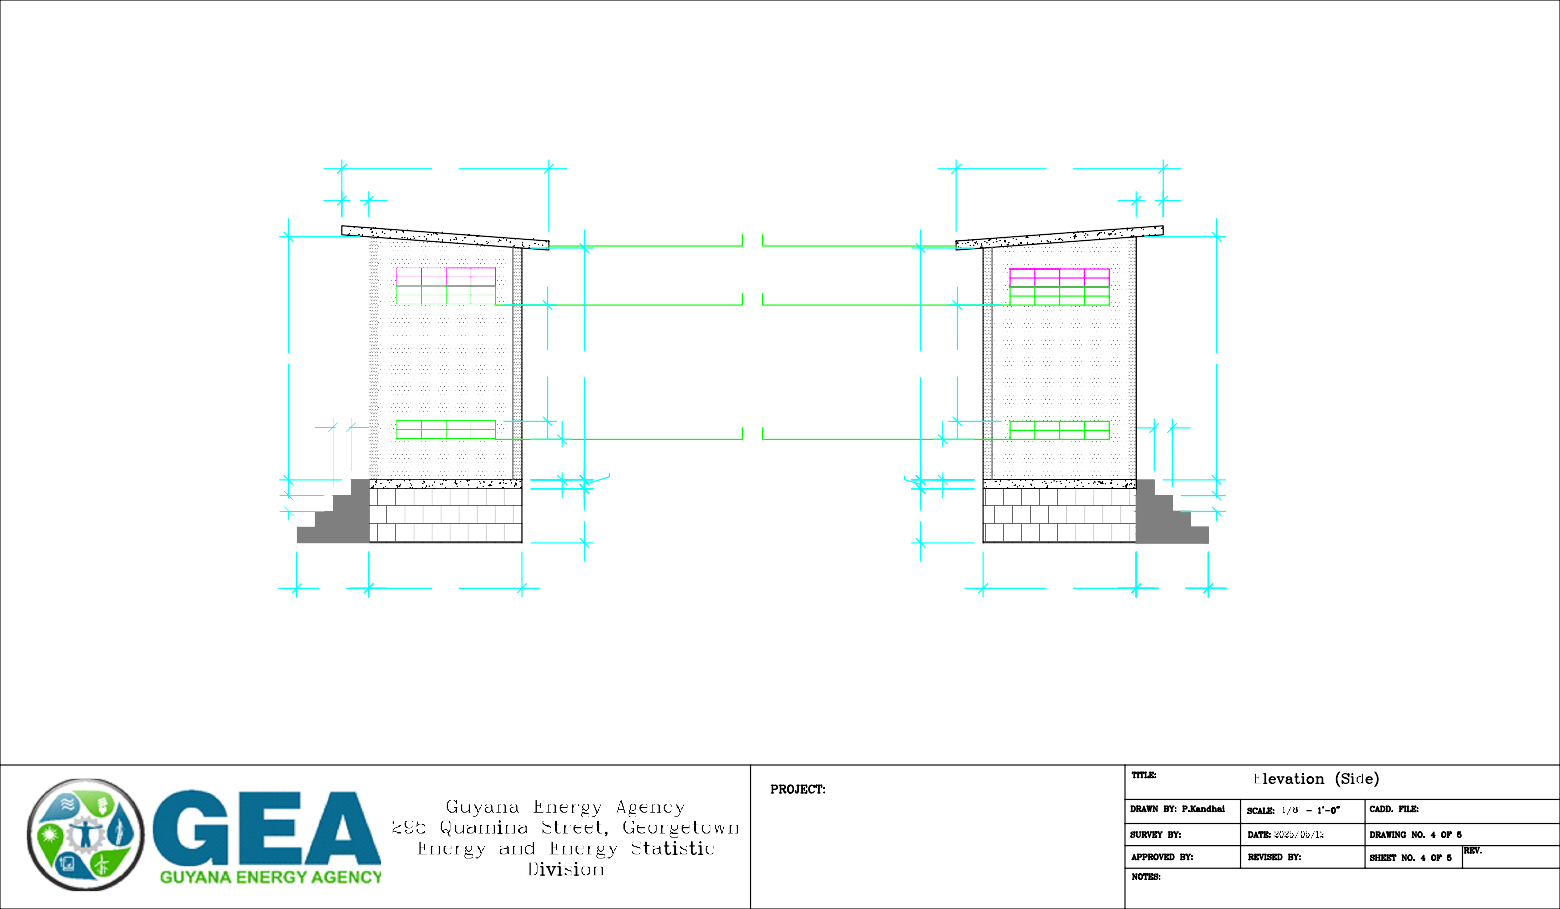 GEA
GUYANA ENERGY AGENCY
Guyana Energy Agency
295 Quamina Street, Georgetown
Energy and Energy Statistic
Division
PROJECT:
TITLE:
Elevation (Side)
DRAWN BY: P.Kandhai
SCALE: 1/8 - 1'-0"
CADD. FILE:
SURVEY BY:
DATE:
DRAWING NO. 4 OF 5
APPROVED BY:
REVISED BY:
SHEET NO. 4 OF 5
REV.
NOTES: